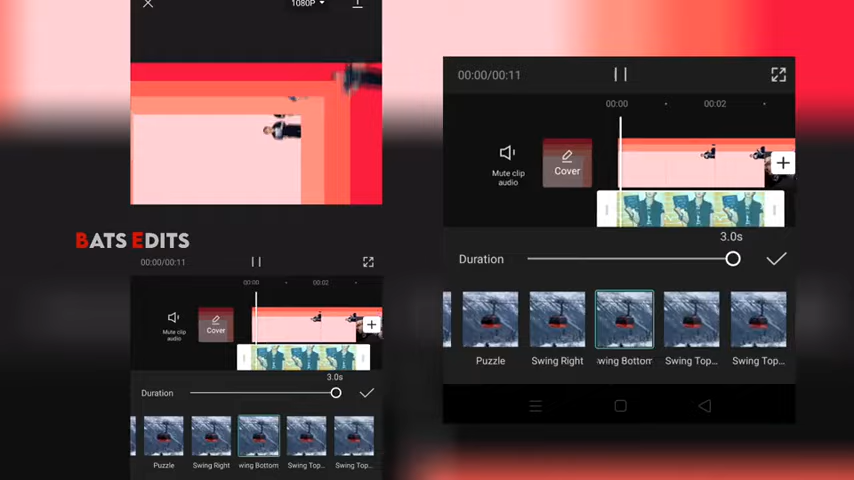 1080P
BATS EDITS
00:00/00:11
00:00
00:02
Mute clip
audio
Cover
3.0s
Duration
Puzzle
Swing Right
wing Bottom
Swing Top...
Swing Top...
00:00/00:11
00:00
00:02
Mute clip
audio
Cover
3.0s
Duration
Puzzle
Swing Right
wing Bottom
Swing Top...
Swing Top...